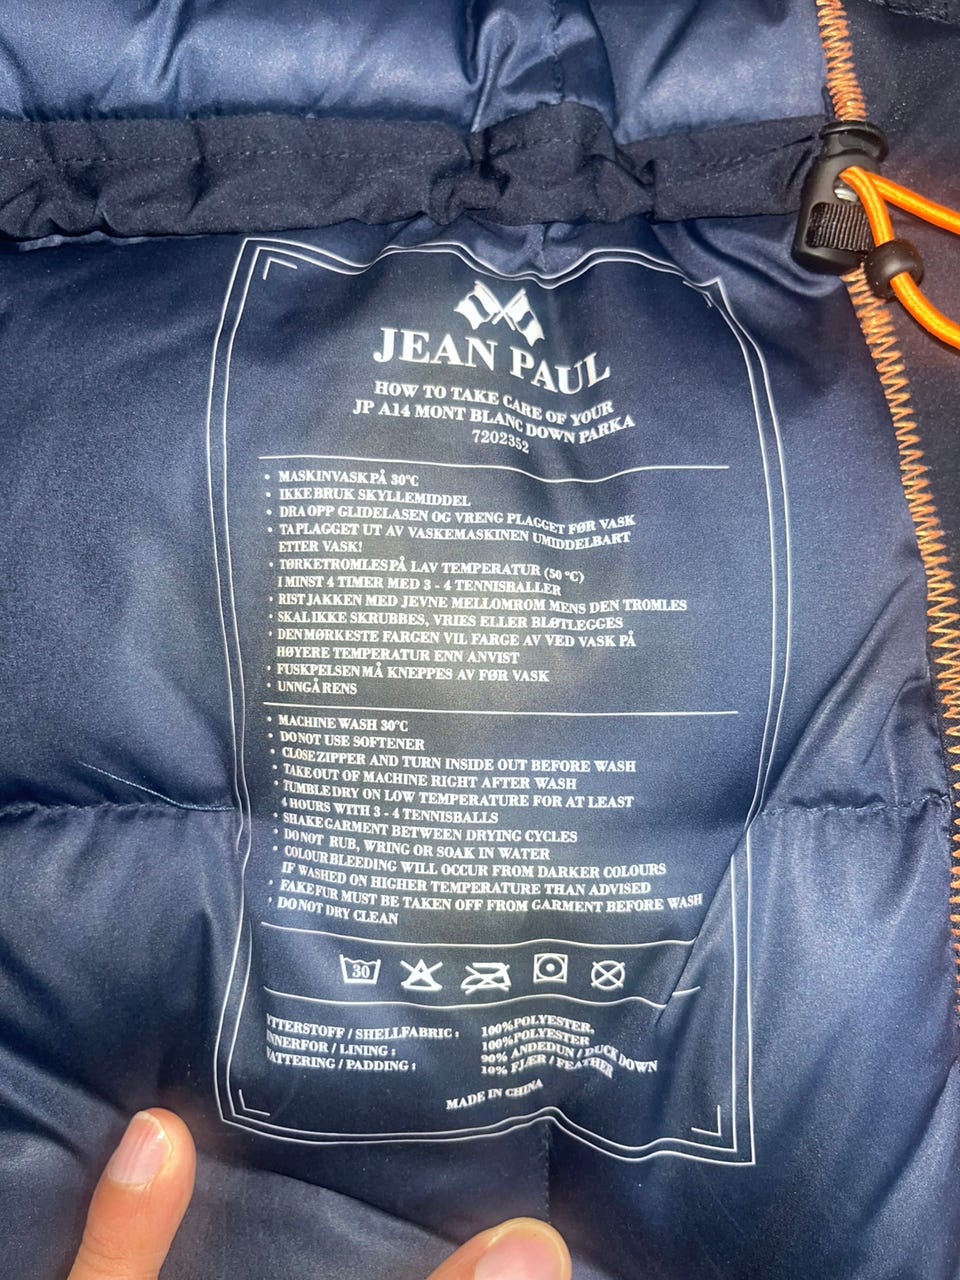 JEAN PAUL
HOW TO TAKE CARE OF YOUR
JP A14 MONT BLANC DOWN PARKA
7202352
• MASKINVASK PÅ 30°C
• IKKE BRUK SKYLLEMIDDEL
• DRA OPP GLIDELASEN OG VRENG PLAGGET FØR VASK
• TA PLAGGET UT AV VASKEMASKINEN UMIDDELBART
ETTER VASK!
• TØRKETROMLES PÅ LAV TEMPERATUR (50 °C)
I MINST 4 TIMER MED 3 - 4 TENNISBALLER
• RIST JAKKEN MED JEVNE MELLOMROM MENS DEN TROMLES
• SKAL IKKE SKRUBBES, VRIES ELLER BLØTLEGGES
• DEN MØRKESTE FARGEN VIL FARGE AV VED VASK PÅ
HØYERE TEMPERATUR ENN ANVIST
• FUSKPELSEN MÅ KNEPPES AV FØR VASK
• UNNGÅ RENS
• MACHINE WASH 30°C
• DO NOT USE SOFTENER
• CLOSE ZIPPER AND TURN INSIDE OUT BEFORE WASH
• TAKE OUT OF MACHINE RIGHT AFTER WASH
• TUMBLE DRY ON LOW TEMPERATURE FOR AT LEAST
4 HOURS WITH 3 - 4 TENNISBALLS
• SHAKE GARMENT BETWEEN DRYING CYCLES
• DO NOT RUB, WRING OR SOAK IN WATER
• COLOUR BLEEDING WILL OCCUR FROM DARKER COLOURS
IF WASHED ON HIGHER TEMPERATURE THAN ADVISED
• FAKE FUR MUST BE TAKEN OFF FROM GARMENT BEFORE WASH
• DO NOT DRY CLEAN
30
YTTERSTOFF / SHELLFABRIC : 100% POLYESTER,
INNERFOR / LINING : 100% POLYESTER
VATTERING / PADDING : 90% ANDEDUN / DUCK DOWN
10% FJÆR / FEATHER
MADE IN CHINA